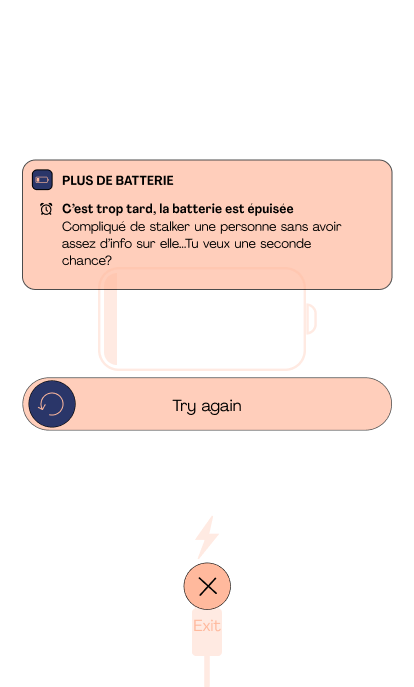 PLUS DE BATTERIE
C'est trop tard, la batterie est épuisée
Compliqué de stalker une personne sans avoir
assez d'info sur elle...Tu veux une seconde
chance?
Try again
Exit